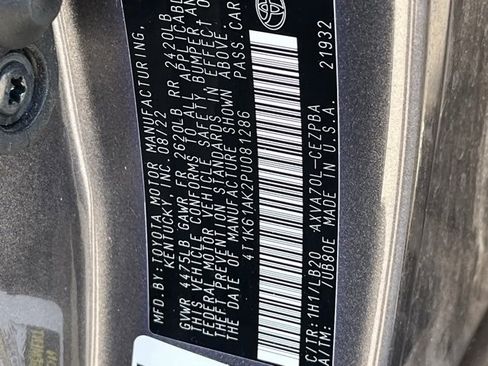 MFD.BY:TOYOTA MOTOR MANUFACTURING,
KENTUCKY, INC. 08/22
GVWR 4475LB GAWR FR 2620LB RR 2420LB
THIS VEHICLE CONFORMS TO ALL APPLICABLE
FEDERAL MOTOR VEHICLE SAFETY, BUMPER AND
THEFT PREVENTION STANDARDS IN EFFECT ON
THE DATE OF MANUFACTURE SHOWN ABOVE.
4T1K61AK2PU081286 PASS CAR
C/TR: 1H17LB20 AXVA70L-CEZPBA
A/TM: /UB80E MADE IN U.S.A. 21932